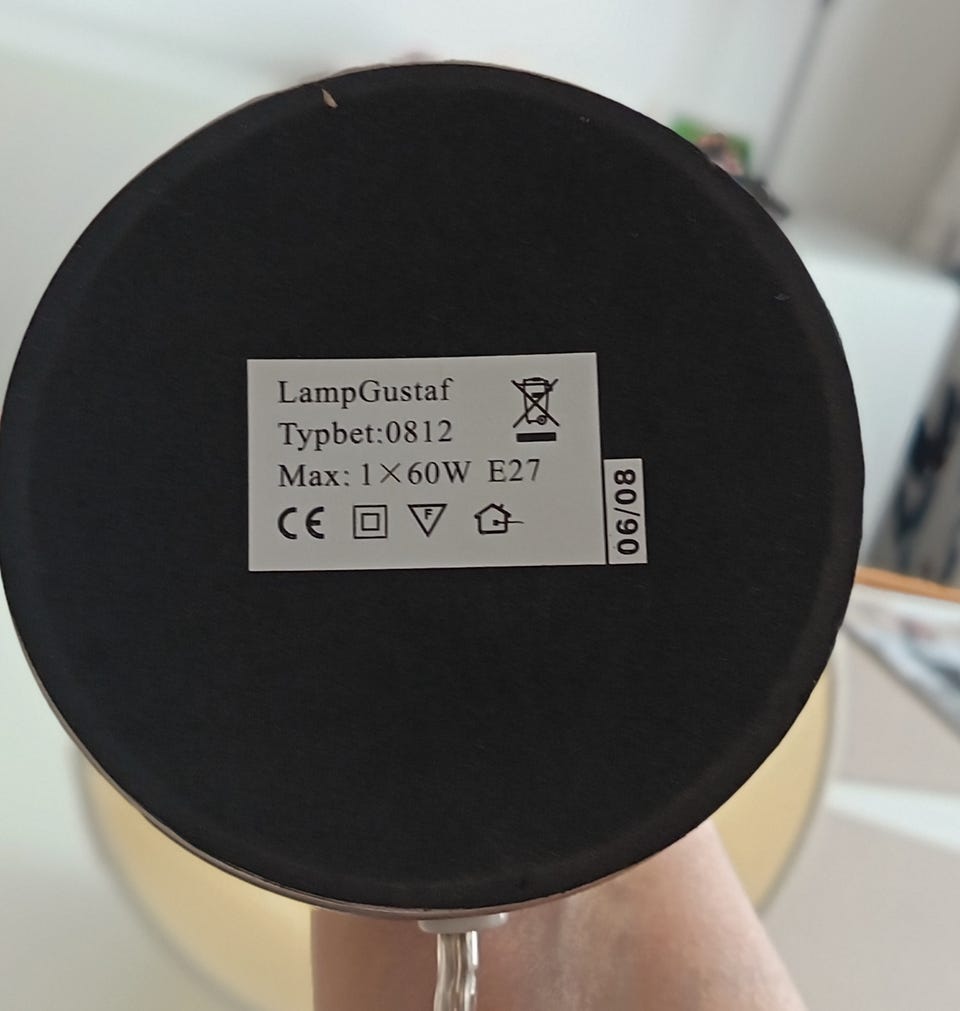 LampGustaf
Typbet:0812
Max: 1×60W E27
CE F
06/08